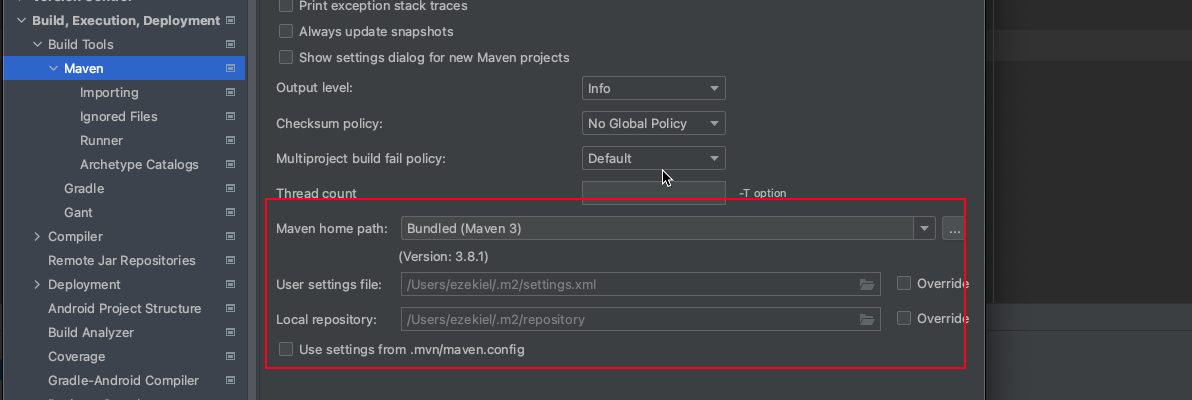 Build, Execution, Deployment
Build Tools
Maven
Importing
Ignored Files
Runner
Archetype Catalogs
Gradle
Gant
Compiler
Remote Jar Repositories
Deployment
Android Project Structure
Build Analyzer
Coverage
Gradle-Android Compiler
Print exception stack traces
Always update snapshots
Show settings dialog for new Maven projects
Output level: Info
Checksum policy: No Global Policy
Multiproject build fail policy: Default
Thread count -T option
Maven home path: Bundled (Maven 3) ...
(Version: 3.8.1)
User settings file: /Users/ezekiel/.m2/settings.xml Override
Local repository: /Users/ezekiel/.m2/repository Override
Use settings from .mvn/maven.config